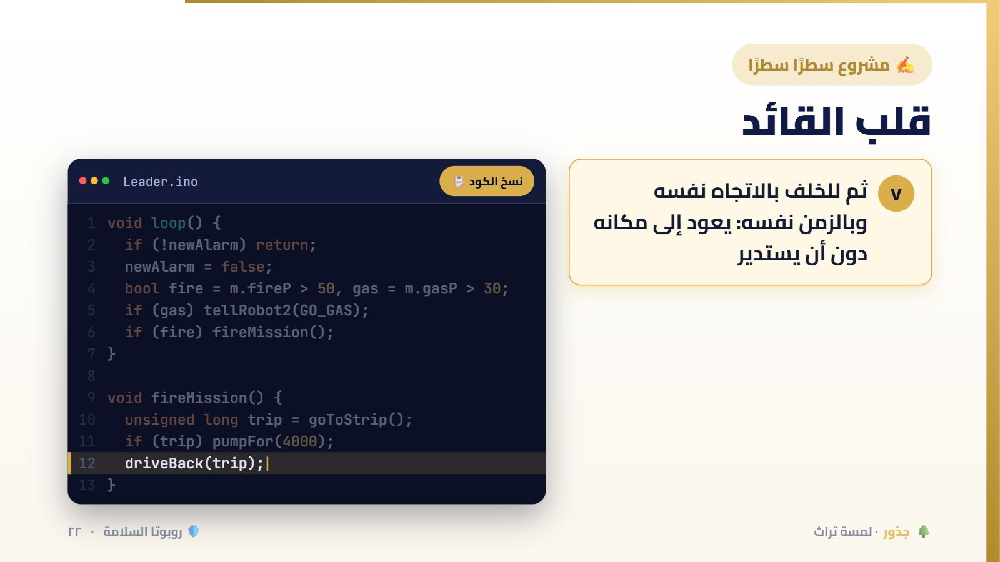 ✍️ مشروع سطرًا سطرًا
قلب القائد
٧
ثم للخلف بالاتجاه نفسه
وبالزمن نفسه: يعود إلى مكانه
دون أن يستدير
Leader.ino
نسخ الكود 📋
1 void loop() {
2   if (!newAlarm) return;
3   newAlarm = false;
4   bool fire = m.fireP > 50, gas = m.gasP > 30;
5   if (gas) tellRobot2(GO_GAS);
6   if (fire) fireMission();
7 }
8
9 void fireMission() {
10   unsigned long trip = goToStrip();
11   if (trip) pumpFor(4000);
12   driveBack(trip);
13 }
🌳 جذور · لمسة تراث
🛡️ روبوتا السلامة · ٢٢